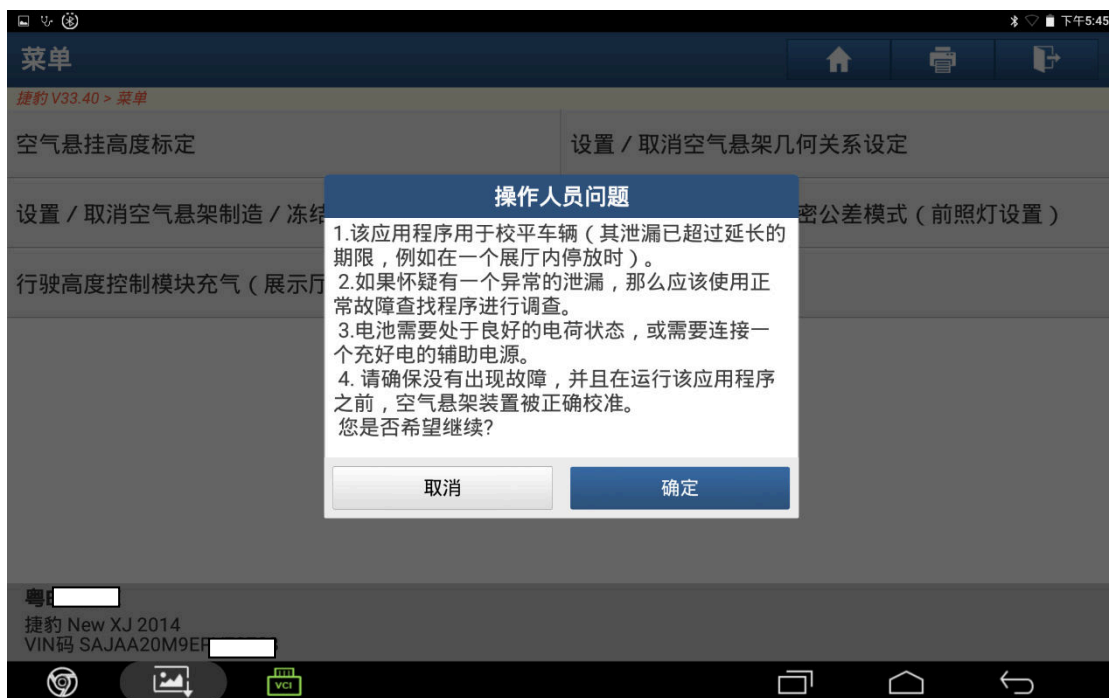 下午5:45
菜单
捷豹 V33.40 > 菜单
空气悬挂高度标定
设置 / 取消空气悬架几何关系设定
设置 / 取消空气悬架制造 / 冻结
密公差模式 ( 前照灯设置 )
行驶高度控制模块充气 ( 展示厅
操作人员问题
1.该应用程序用于校平车辆 ( 其泄漏已超过延长的
期限 , 例如在一个展厅内停放时 ) 。
2.如果怀疑有一个异常的泄漏 , 那么应该使用正
常故障查找程序进行调查。
3.电池需要处于良好的电荷状态 , 或需要连接一
个充好电的辅助电源。
4. 请确保没有出现故障 , 并且在运行该应用程序
之前 , 空气悬架装置被正确校准。
您是否希望继续?
取消
确定
粤
捷豹 New XJ 2014
VIN码 SAJAA20M9E
VCI